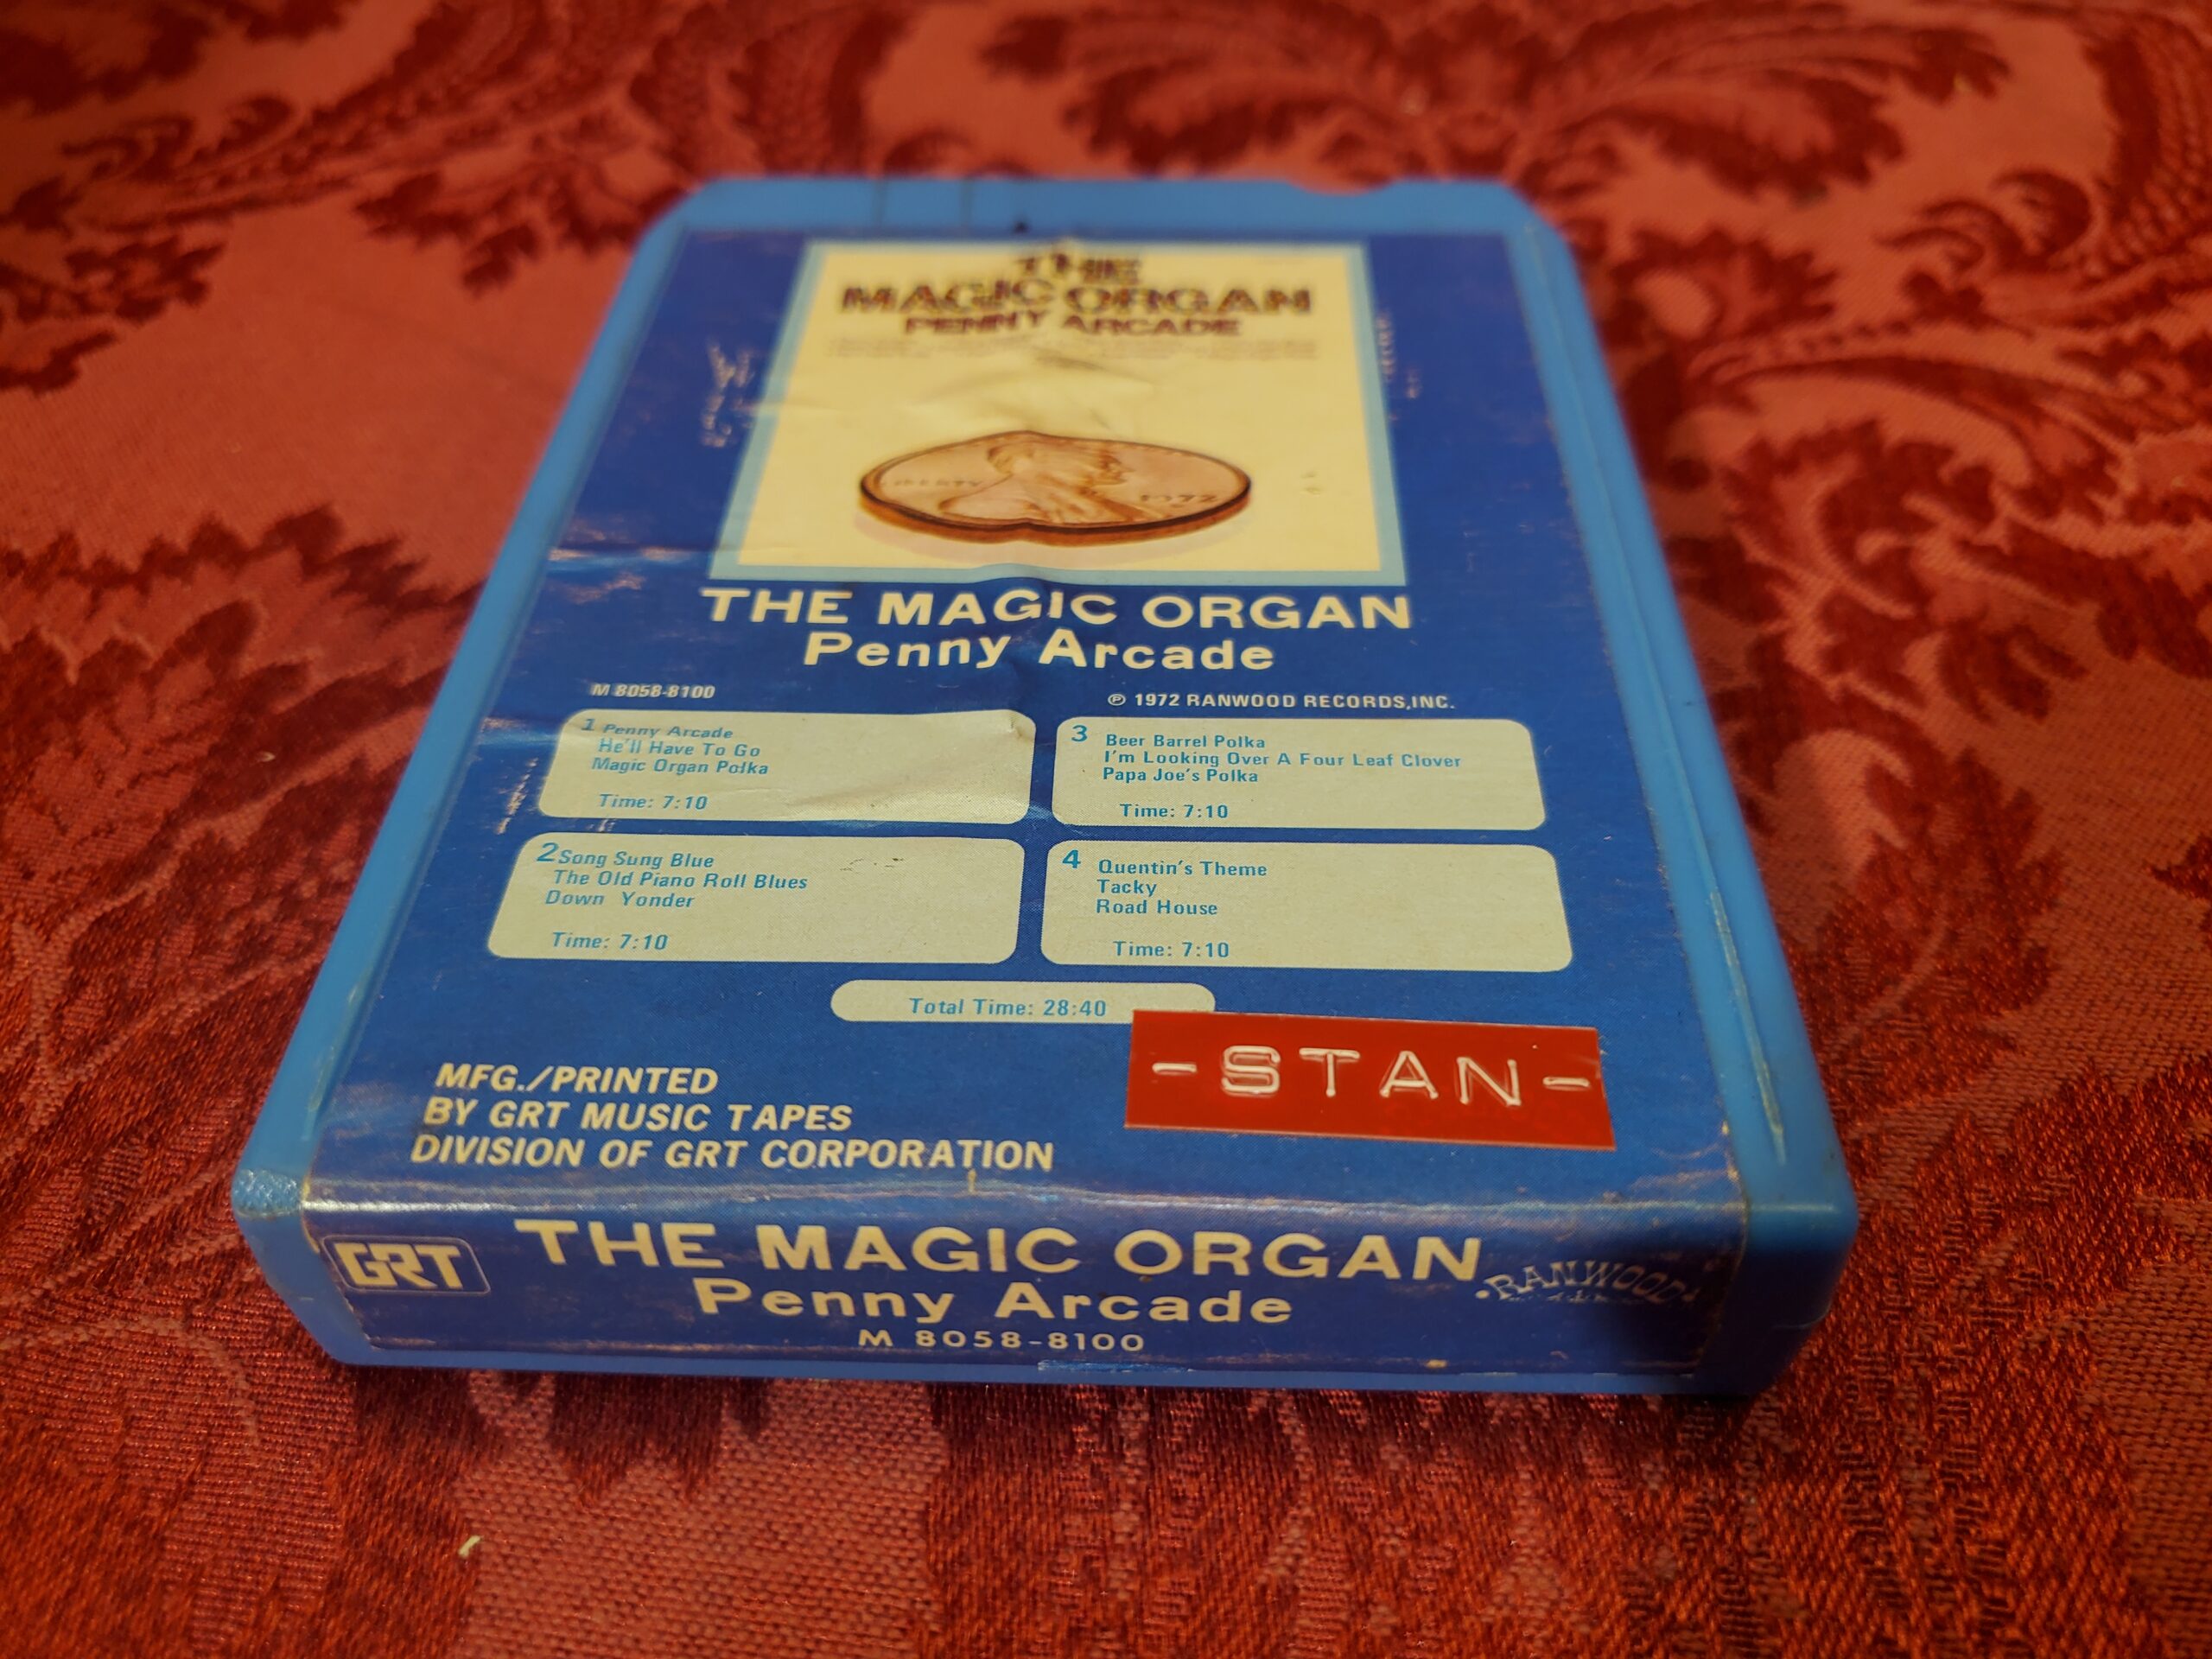 THE
MAGIC ORGAN
PENNY ARCADE
LIBERTY
1972
THE MAGIC ORGAN
Penny Arcade
M 8058-8100
℗ 1972 RANWOOD RECORDS,INC.
1 Penny Arcade
He'll Have To Go
Magic Organ Polka
Time: 7:10
2 Song Sung Blue
The Old Piano Roll Blues
Down Yonder
Time: 7:10
3 Beer Barrel Polka
I'm Looking Over A Four Leaf Clover
Papa Joe's Polka
Time: 7:10
4 Quentin's Theme
Tacky
Road House
Time: 7:10
Total Time: 28:40
-STAN-
MFG./PRINTED
BY GRT MUSIC TAPES
DIVISION OF GRT CORPORATION
GRT
THE MAGIC ORGAN
Penny Arcade
M 8058-8100
RANWOOD